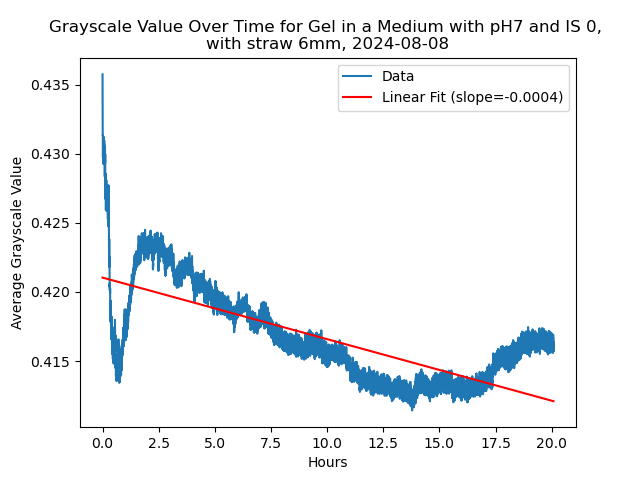 Grayscale Value Over Time for Gel in a Medium with pH7 and IS 0,
with straw 6mm, 2024-08-08
Data
Linear Fit (slope=-0.0004)
Average Grayscale Value
0.435
0.430
0.425
0.420
0.415
0.0 2.5 5.0 7.5 10.0 12.5 15.0 17.5 20.0
Hours